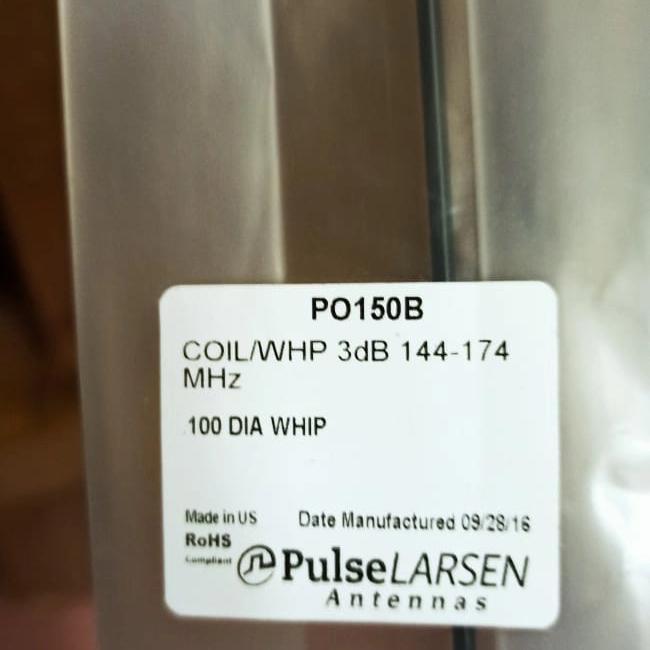 PO150B
COIL/WHP 3dB 144-174
MHz
.100 DIA WHIP
Made in US Date Manufactured 09/28/16
RoHS
Compliant
PulseLARSEN
Antennas